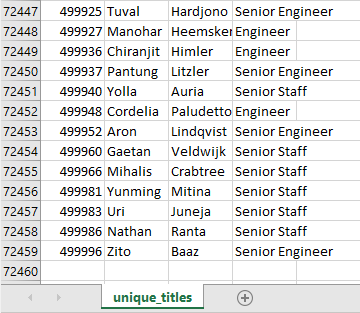 72447 499925 Tuval Hardjono Senior Engineer
72448 499927 Manohar Heemsker Engineer
72449 499936 Chiranjit Himler Engineer
72450 499937 Pantung Litzler Senior Engineer
72451 499940 Yolla Auria Senior Staff
72452 499948 Cordelia Paludetto Engineer
72453 499952 Aron Lindqvist Senior Engineer
72454 499960 Gaetan Veldwijk Senior Staff
72455 499966 Mihalis Crabtree Senior Staff
72456 499981 Yunming Mitina Senior Staff
72457 499983 Uri Juneja Senior Staff
72458 499986 Nathan Ranta Senior Staff
72459 499996 Zito Baaz Senior Engineer
72460
unique_titles